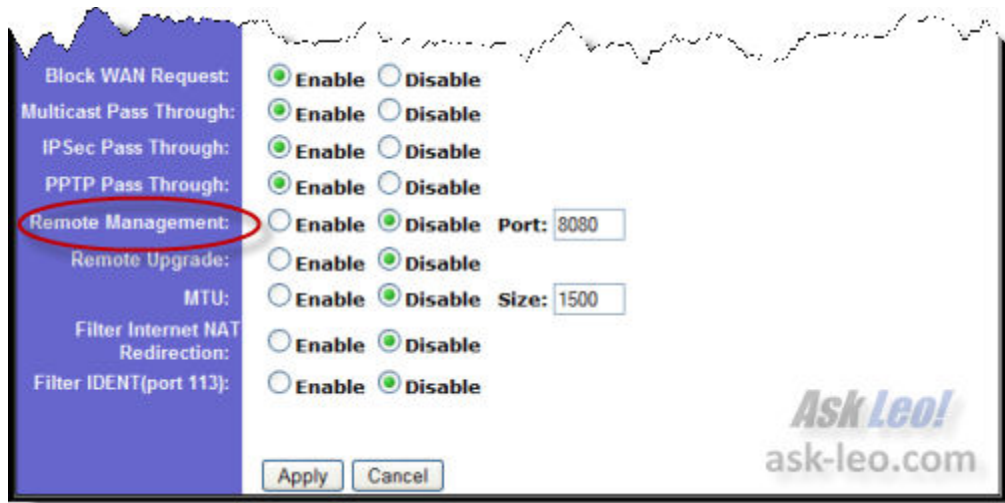 Block WAN Request: Enable Disable
Multicast Pass Through: Enable Disable
IPSec Pass Through: Enable Disable
PPTP Pass Through: Enable Disable
Remote Management: Enable Disable Port: 8080
Remote Upgrade: Enable Disable
MTU: Enable Disable Size: 1500
Filter Internet NAT
Redirection: Enable Disable
Filter IDENT(port 113): Enable Disable
Ask Leo!
ask-leo.com
Apply Cancel